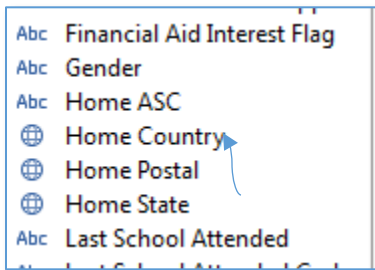 Abc Financial Aid Interest Flag
Abc Gender
Abc Home ASC
Home Country
Home Postal
Home State
Abc Last School Attended